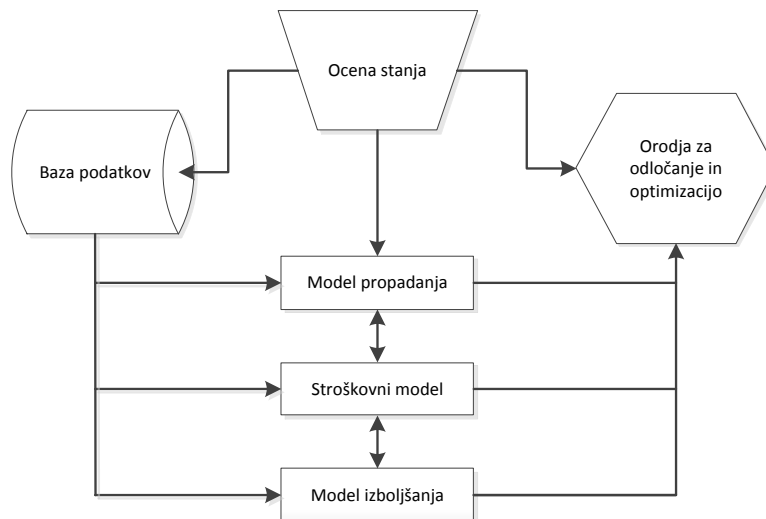 Ocena stanja
Baza podatkov
Orodja za
odločanje in
optimizacijo
Model propadanja
Stroškovni model
Model izboljšanja